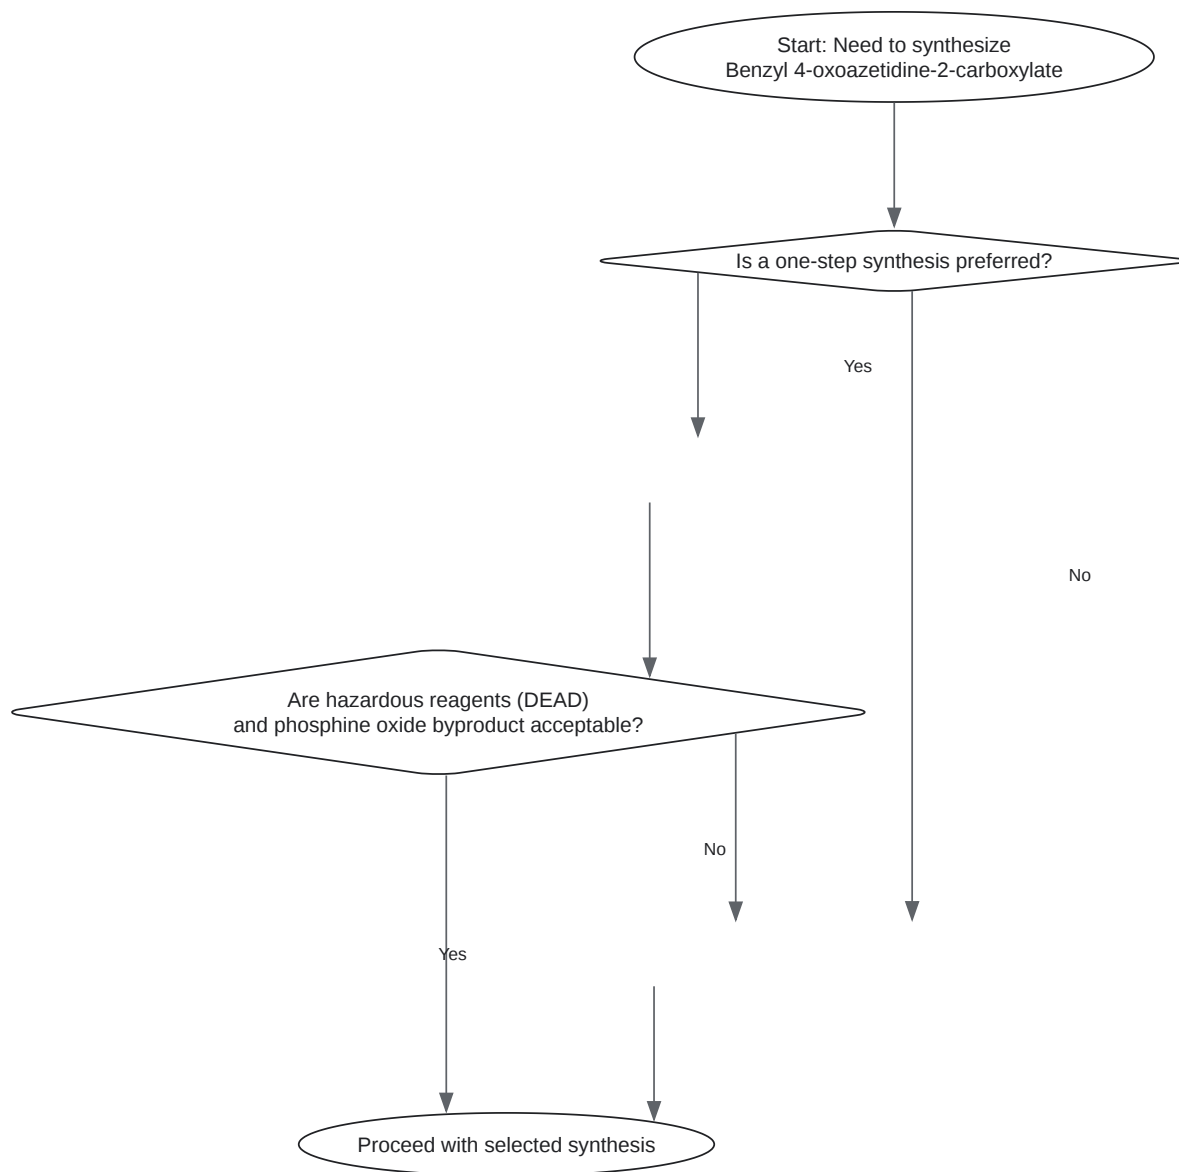 Start: Need to synthesize
Benzyl 4-oxoazetidine-2-carboxylate
Is a one-step synthesis preferred?
Yes
No
Are hazardous reagents (DEAD)
and phosphine oxide byproduct acceptable?
No
Yes
Proceed with selected synthesis